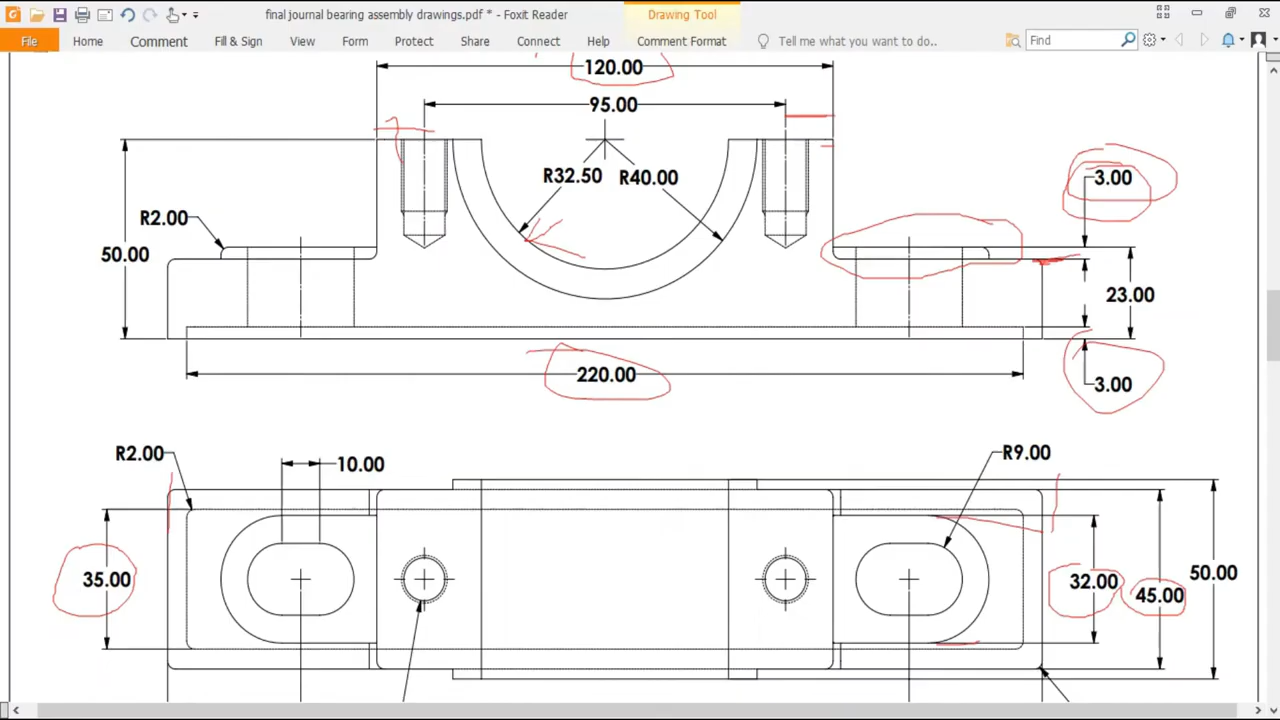 final journal bearing assembly drawings.pdf * - Foxit Reader
Drawing Tool
File Home Comment Fill & Sign View Form Protect Share Connect Help Comment Format Tell me what you want to do.. Find
120.00
95.00
R32.50 R40.00
3.00
R2.00
50.00
23.00
220.00
3.00
R2.00
10.00
R9.00
35.00
32.00
45.00
50.00